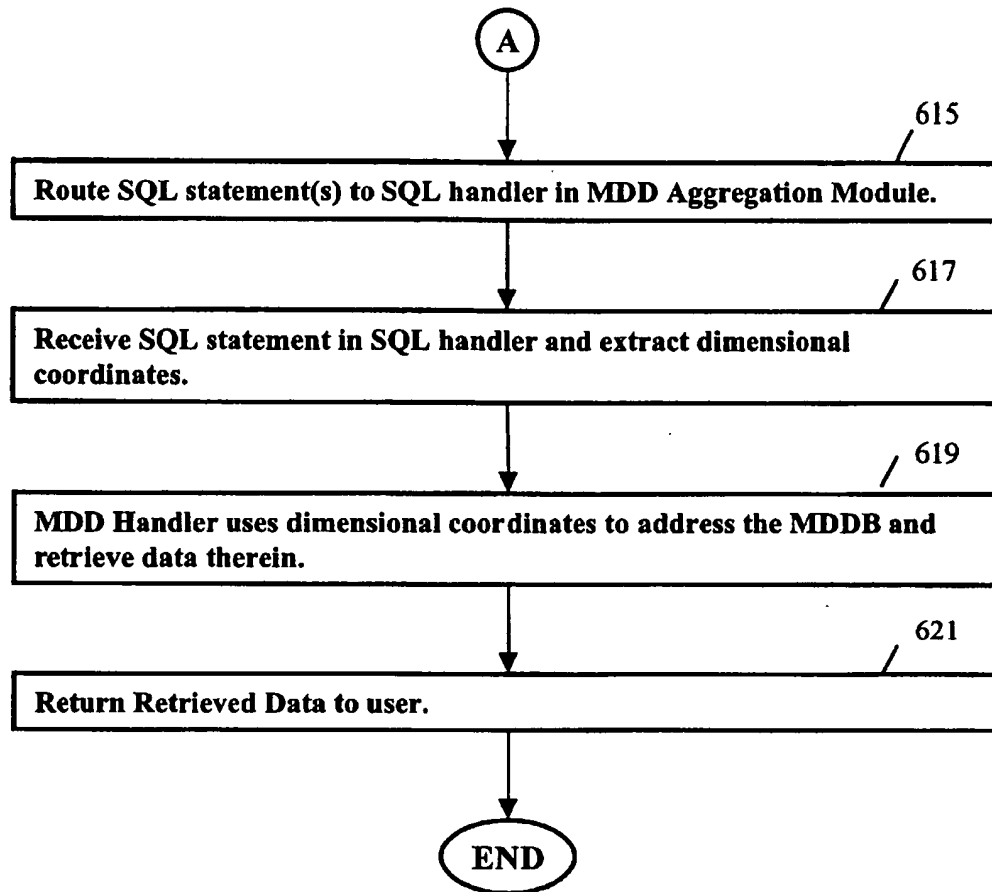 A
615
Route SQL statement(s) to SQL handler in MDD Aggregation Module.
617
Receive SQL statement in SQL handler and extract dimensional
coordinates.
619
MDD Handler uses dimensional coordinates to address the MDDB and
retrieve data therein.
621
Return Retrieved Data to user.
END